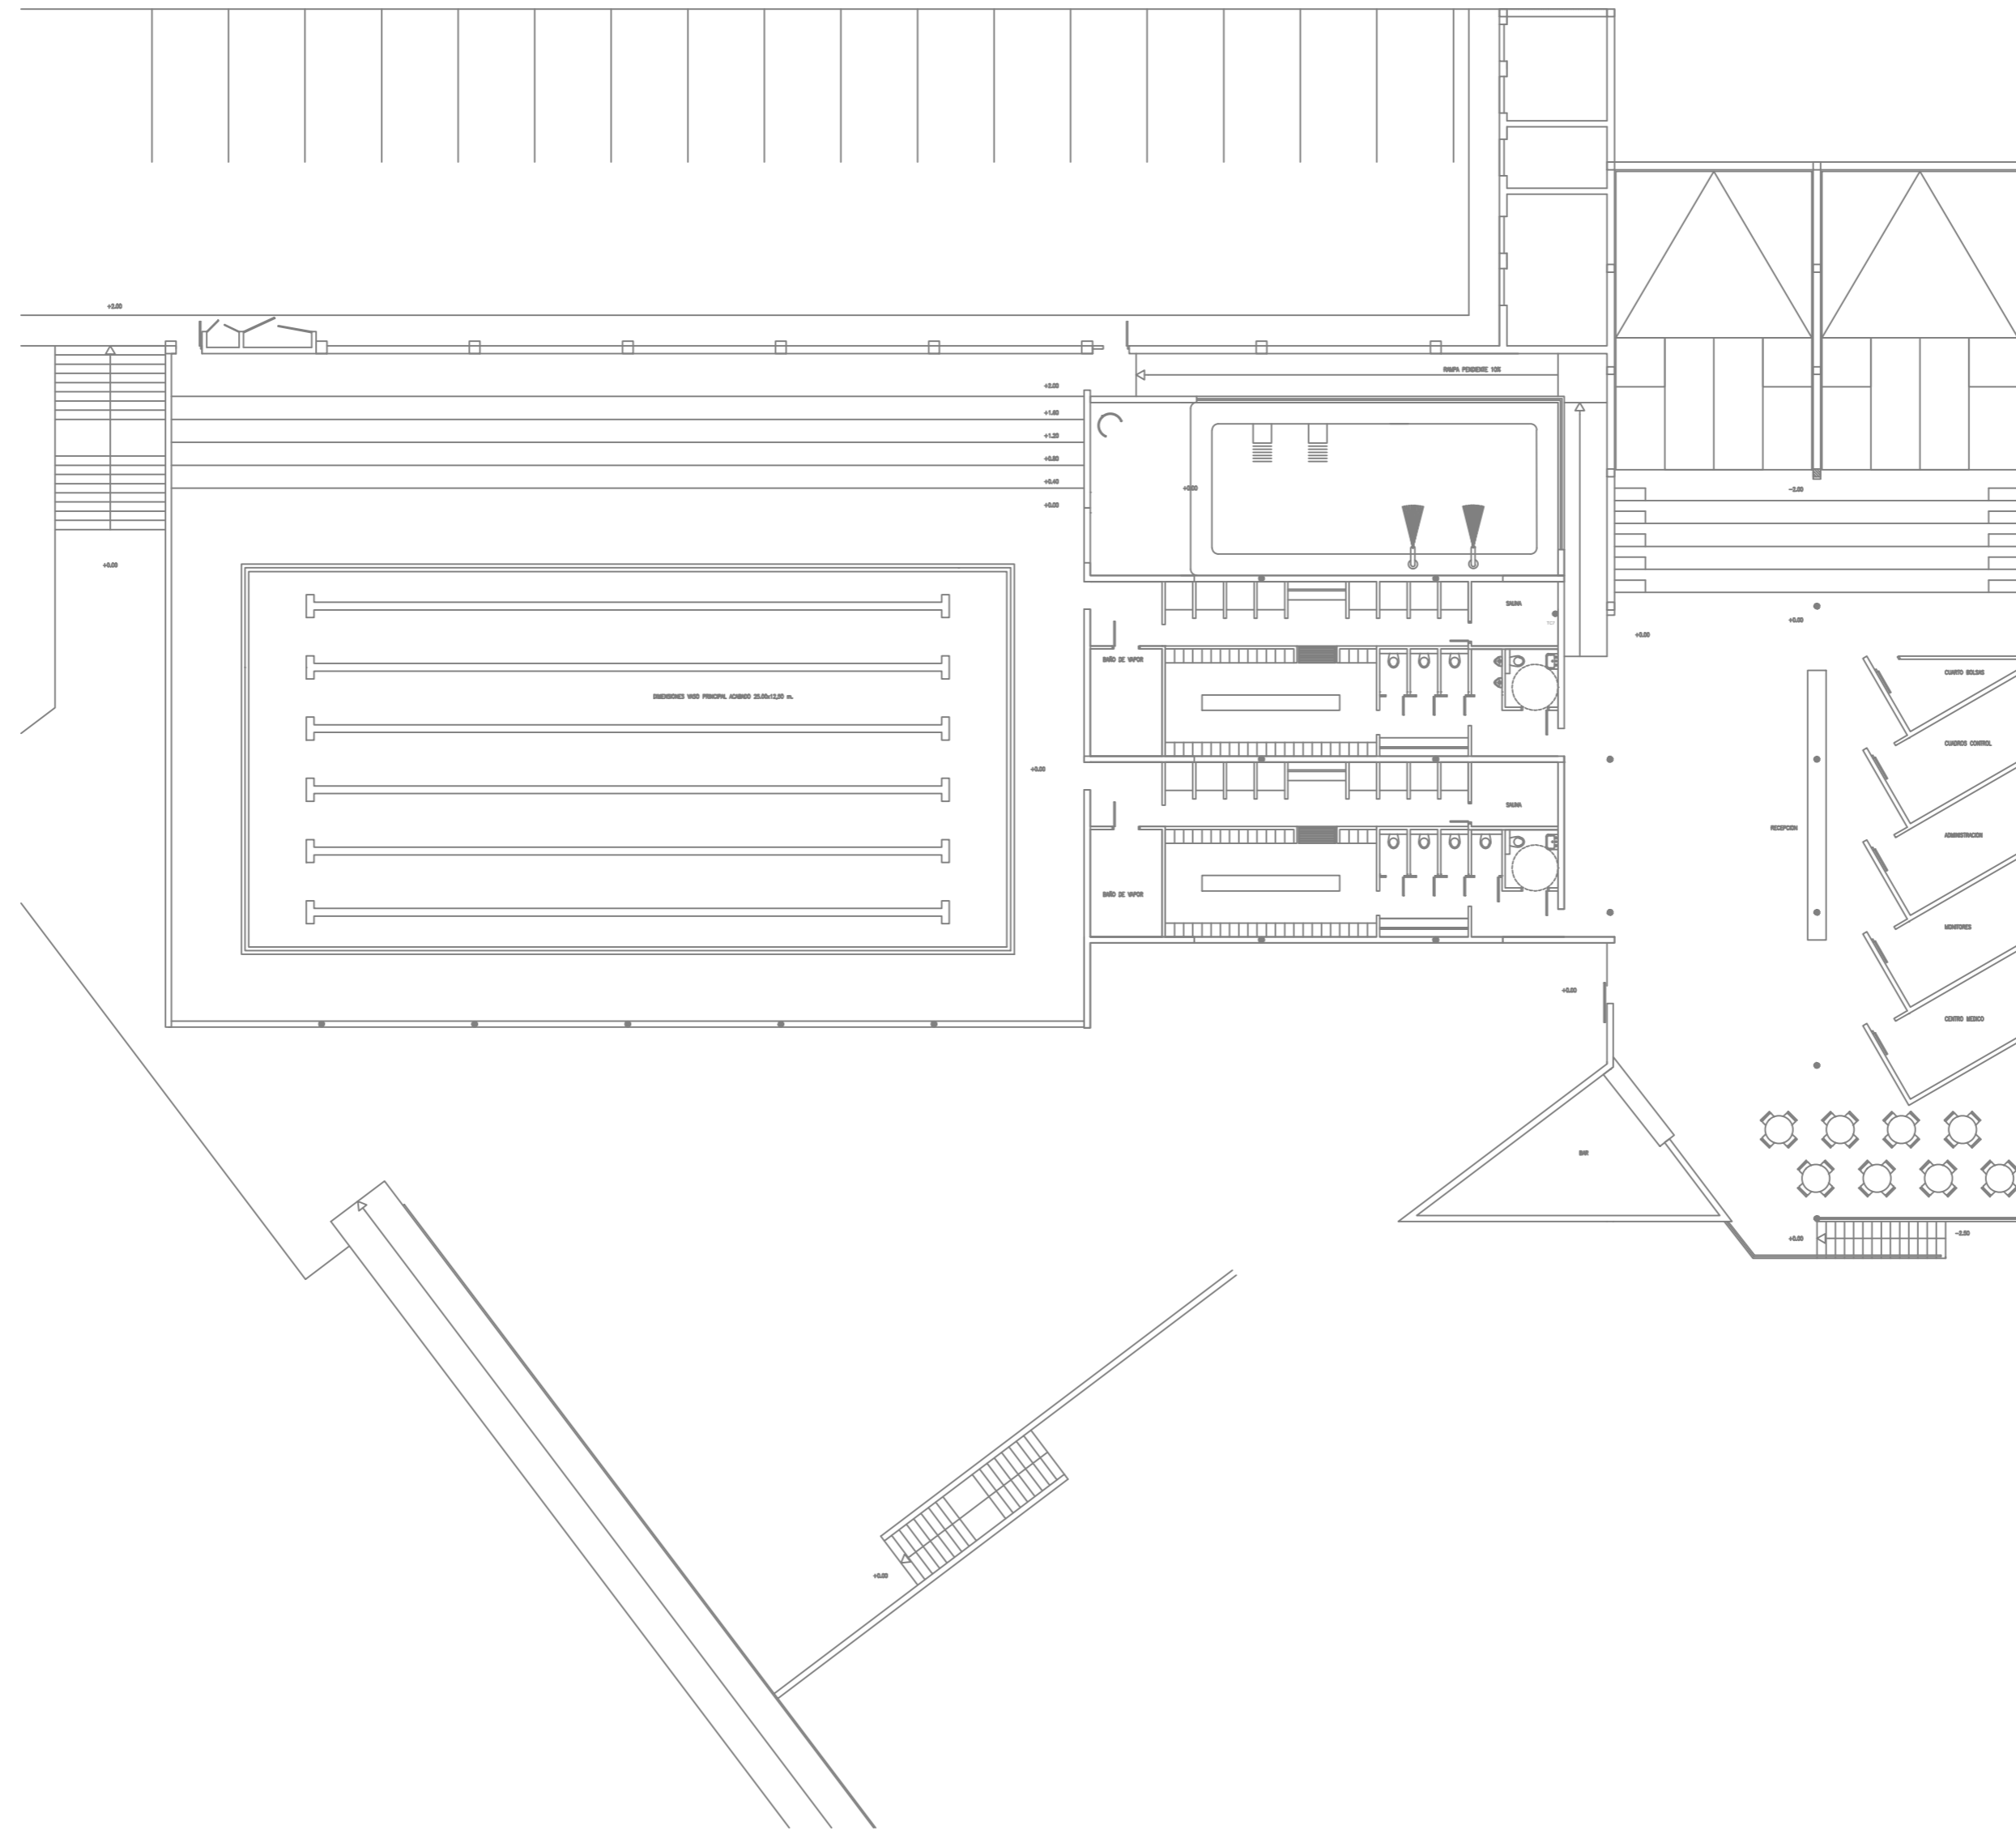 +2.00
RAMPA PENDIENTE 10%
+2.00
+1.60
+1.20
+0.80
+0.40
+0.00
+0.00
-2.00
+0.00
SAUNA
+0.00
+0.00
BAÑO DE VAPOR
CUARTO BOLSAS
DIMENSIONES VASO PRINCIPAL ACABADO 25.00x12,50 m.
CUADROS CONTROL
+0.00
SAUNA
RECEPCION
ADMINISTRACION
BAÑO DE VAPOR
MONITORES
+0.00
CENTRO MEDICO
BAR
+0.00
+0.00